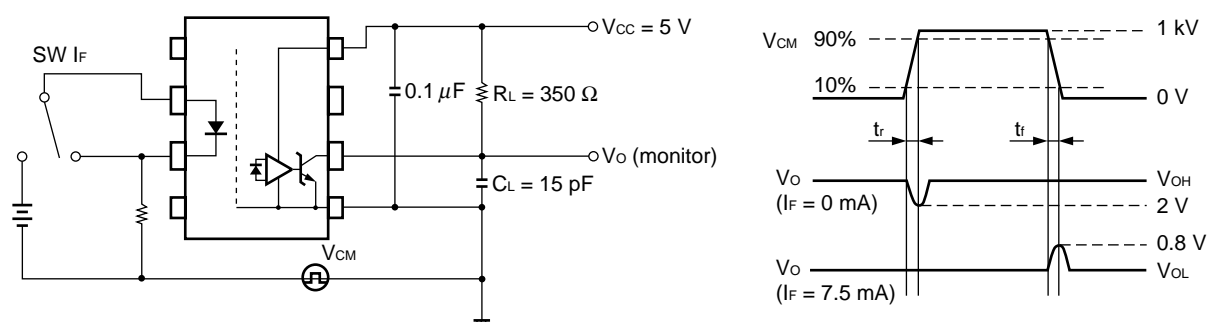 SW IF
VCC = 5 V
0.1 μF
RL = 350 Ω
VO (monitor)
CL = 15 pF
VCM
VCM 90%
10%
1 kV
0 V
tr
tf
VO
(IF = 0 mA)
VOH
2 V
0.8 V
VO
(IF = 7.5 mA)
VOL